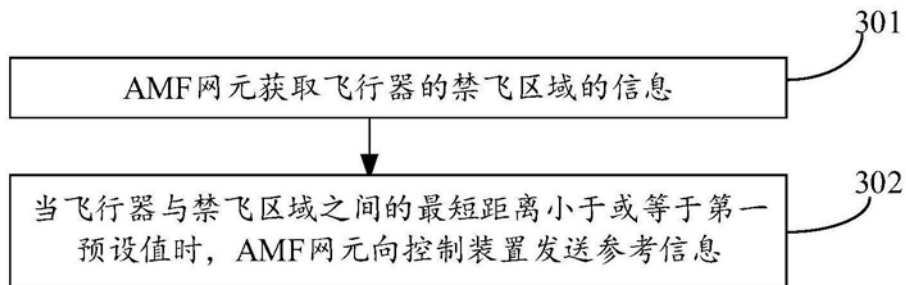 301
AMF网元获取飞行器的禁飞区域的信息
302
当飞行器与禁飞区域之间的最短距离小于或等于第一
预设值时，AMF网元向控制装置发送参考信息